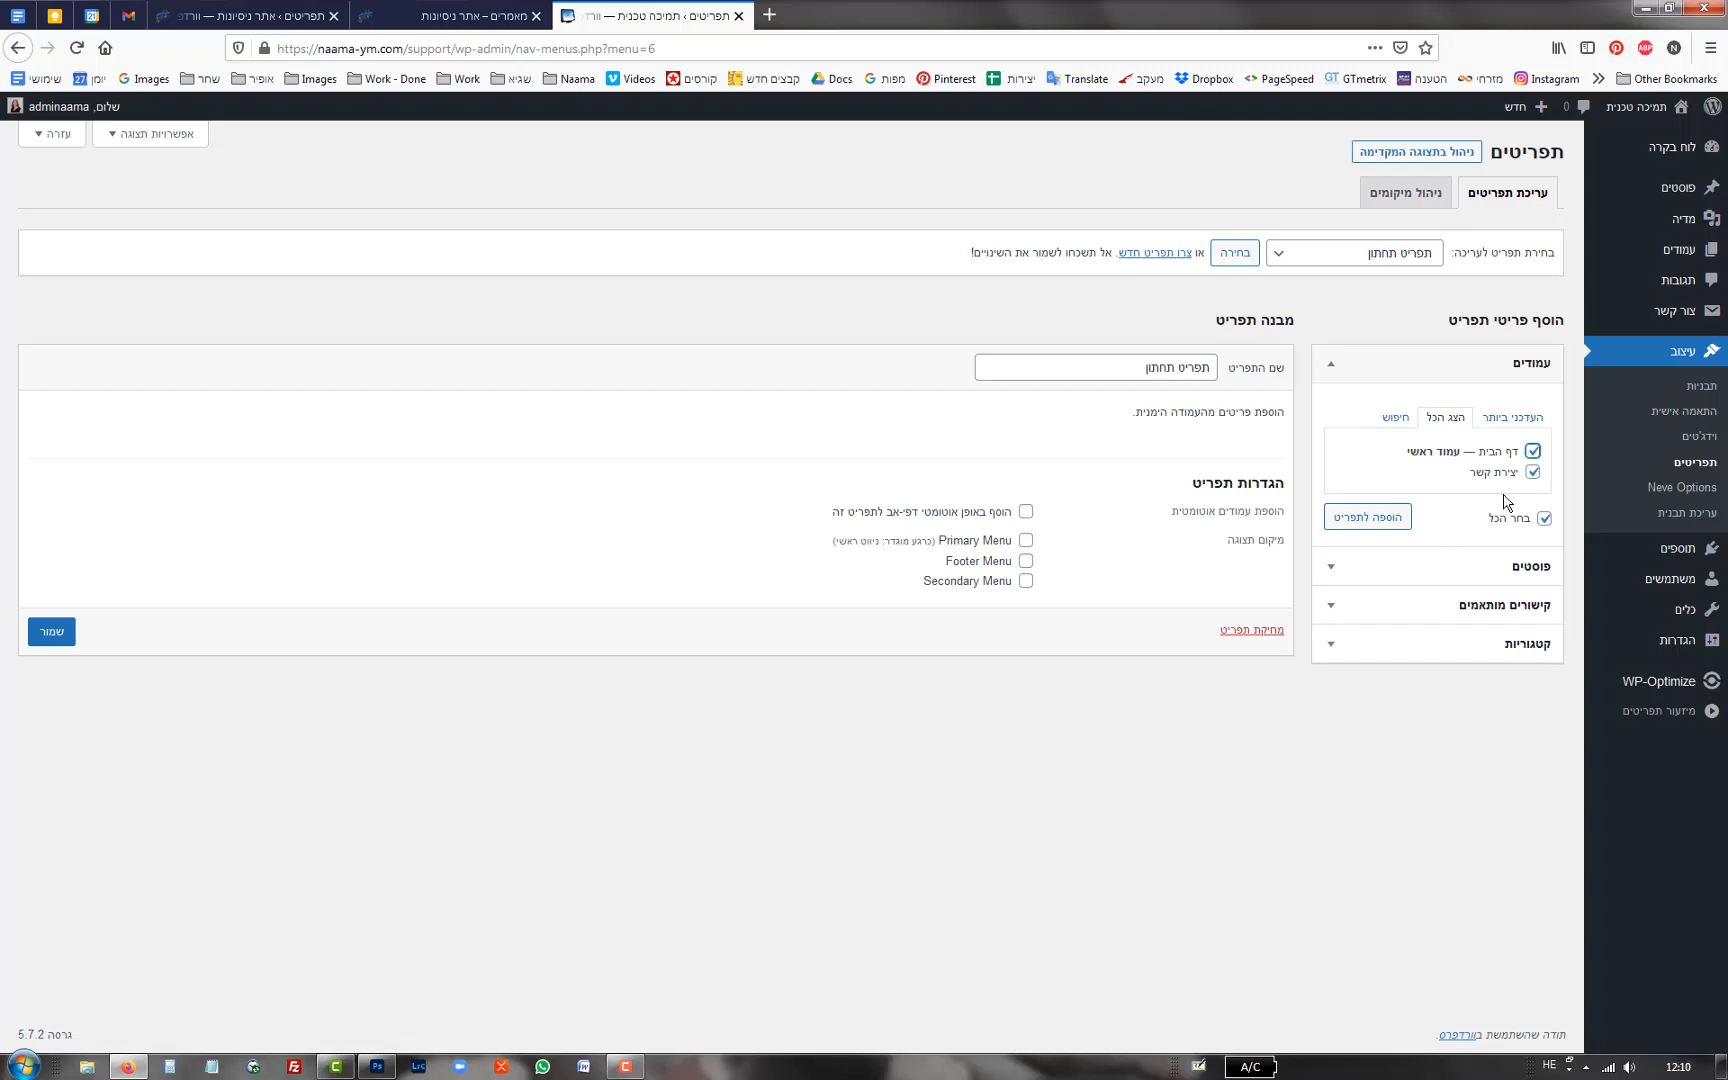 תפריטים ‹ אתר ניסיונות — וורדפ
מאמרים – אתר ניסיונות
תפריטים ‹ תמיכה טכנית — וורד
https://naama-ym.com/support/wp-admin/nav-menus.php?menu=6
שימושי
יומן
Images
שחר
אופיר
Images
Work - Done
Work
שגיא
Naama
Videos
קורסים
קבצים חדש
Docs
מפות
Pinterest
יצירות
Translate
מעקב
Dropbox
PageSpeed
GTmetrix
הטענה
מזרחי
Instagram
Other Bookmarks
תמיכה טכנית
0
חדש
שלום, adminaama
אפשרויות תצוגה
עזרה
תפריטים
ניהול בתצוגה המקדימה
עריכת תפריטים
ניהול מיקומים
בחירת תפריט לעריכה:
תפריט תחתון
בחירה
או צרו תפריט חדש. אל תשכחו לשמור את השינויים!
הוסף פריטי תפריט
עמודים
העדכני ביותר
הצג הכל
חיפוש
דף הבית — עמוד ראשי
יצירת קשר
בחר הכל
הוספה לתפריט
פוסטים
קישורים מותאמים
קטגוריות
מבנה תפריט
שם התפריט
תפריט תחתון
הוספת פריטים מהעמודה הימנית.
הגדרות תפריט
הוספת עמודים אוטומטית
הוסף באופן אוטומטי דפי-אב לתפריט זה
מיקום תצוגה
Primary Menu (כרגע מוגדר: ניווט ראשי)
Footer Menu
Secondary Menu
מחיקת תפריט
שמור
לוח בקרה
פוסטים
מדיה
עמודים
תגובות
צור קשר
עיצוב
תבניות
התאמה אישית
וידג'טים
תפריטים
Neve Options
עריכת תבנית
תוספים
משתמשים
כלים
הגדרות
WP-Optimize
מיזעור תפריטים
תודה שהשתמשת בוורדפרס.
גרסה 5.7.2
A/C
HE
12:10